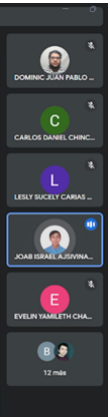 DOMINIC JUAN PABLO ...
C
CARLOS DANIEL CHINC...
L
LESLY SUCELY CARIAS ...
JOAB ISRAEL AJSIVINA...
E
EVELIN YAMILETH CHA...
B
12 más